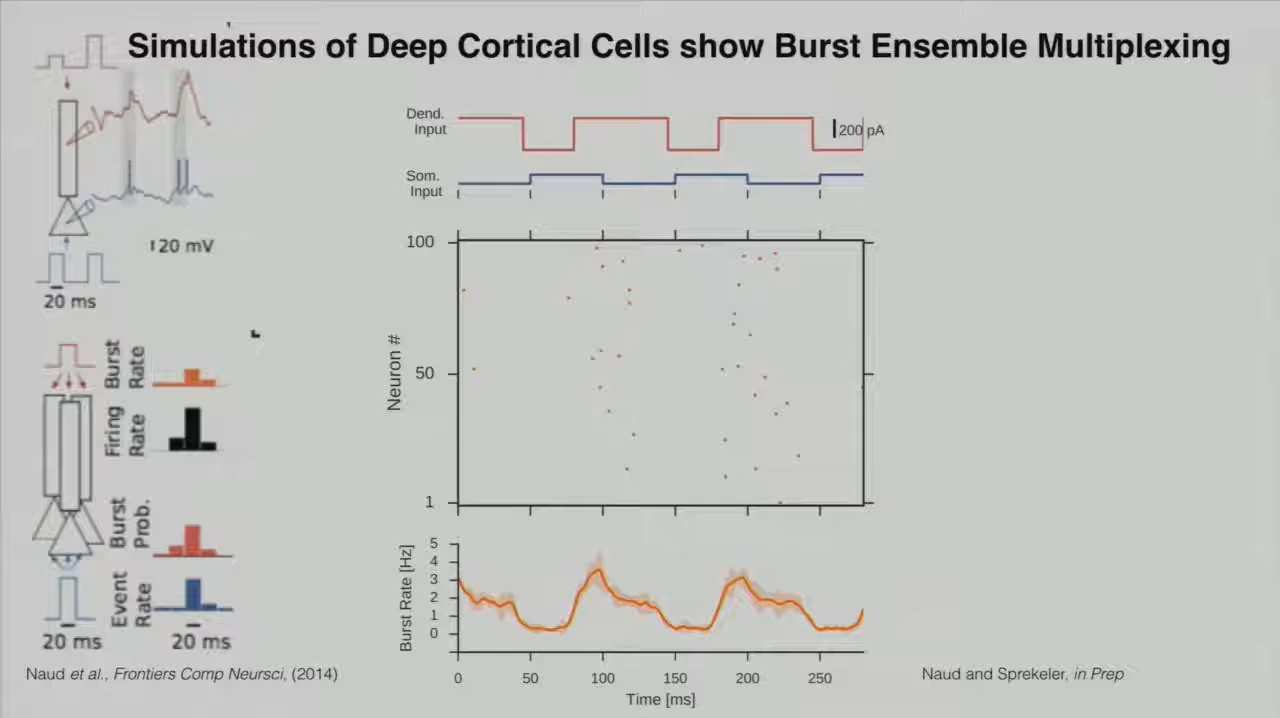 Simulations of Deep Cortical Cells show Burst Ensemble Multiplexing
20 mV
20 ms
Burst
Rate
Firing
Rate
Burst
Prob.
Event
Rate
20 ms
20 ms
Naud et al., Frontiers Comp Neursci, (2014)
Dend.
Input
200 pA
Som.
Input
Neuron #
100
50
1
Burst Rate [Hz]
5
4
3
2
1
0
0 50 100 150 200 250
Time [ms]
Naud and Sprekeler, in Prep